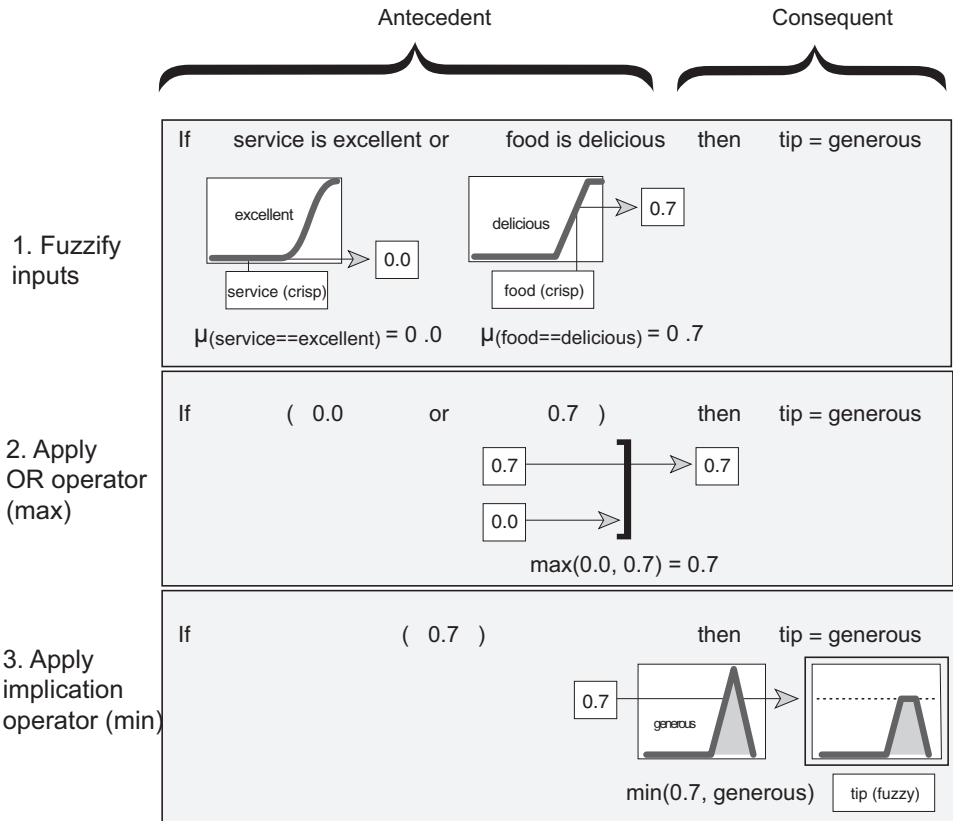 Antecedent
Consequent
If service is excellent or food is delicious then tip = generous
excellent
delicious
0.7
1. Fuzzify
inputs
0.0
service (crisp)
food (crisp)
μ(service==excellent) = 0 .0
μ(food==delicious) = 0 .7
If ( 0.0 or 0.7 ) then tip = generous
2. Apply
OR operator
(max)
0.7
0.7
0.0
max(0.0, 0.7) = 0.7
If ( 0.7 ) then tip = generous
3. Apply
implication
operator (min)
0.7
generous
min(0.7, generous)
tip (fuzzy)